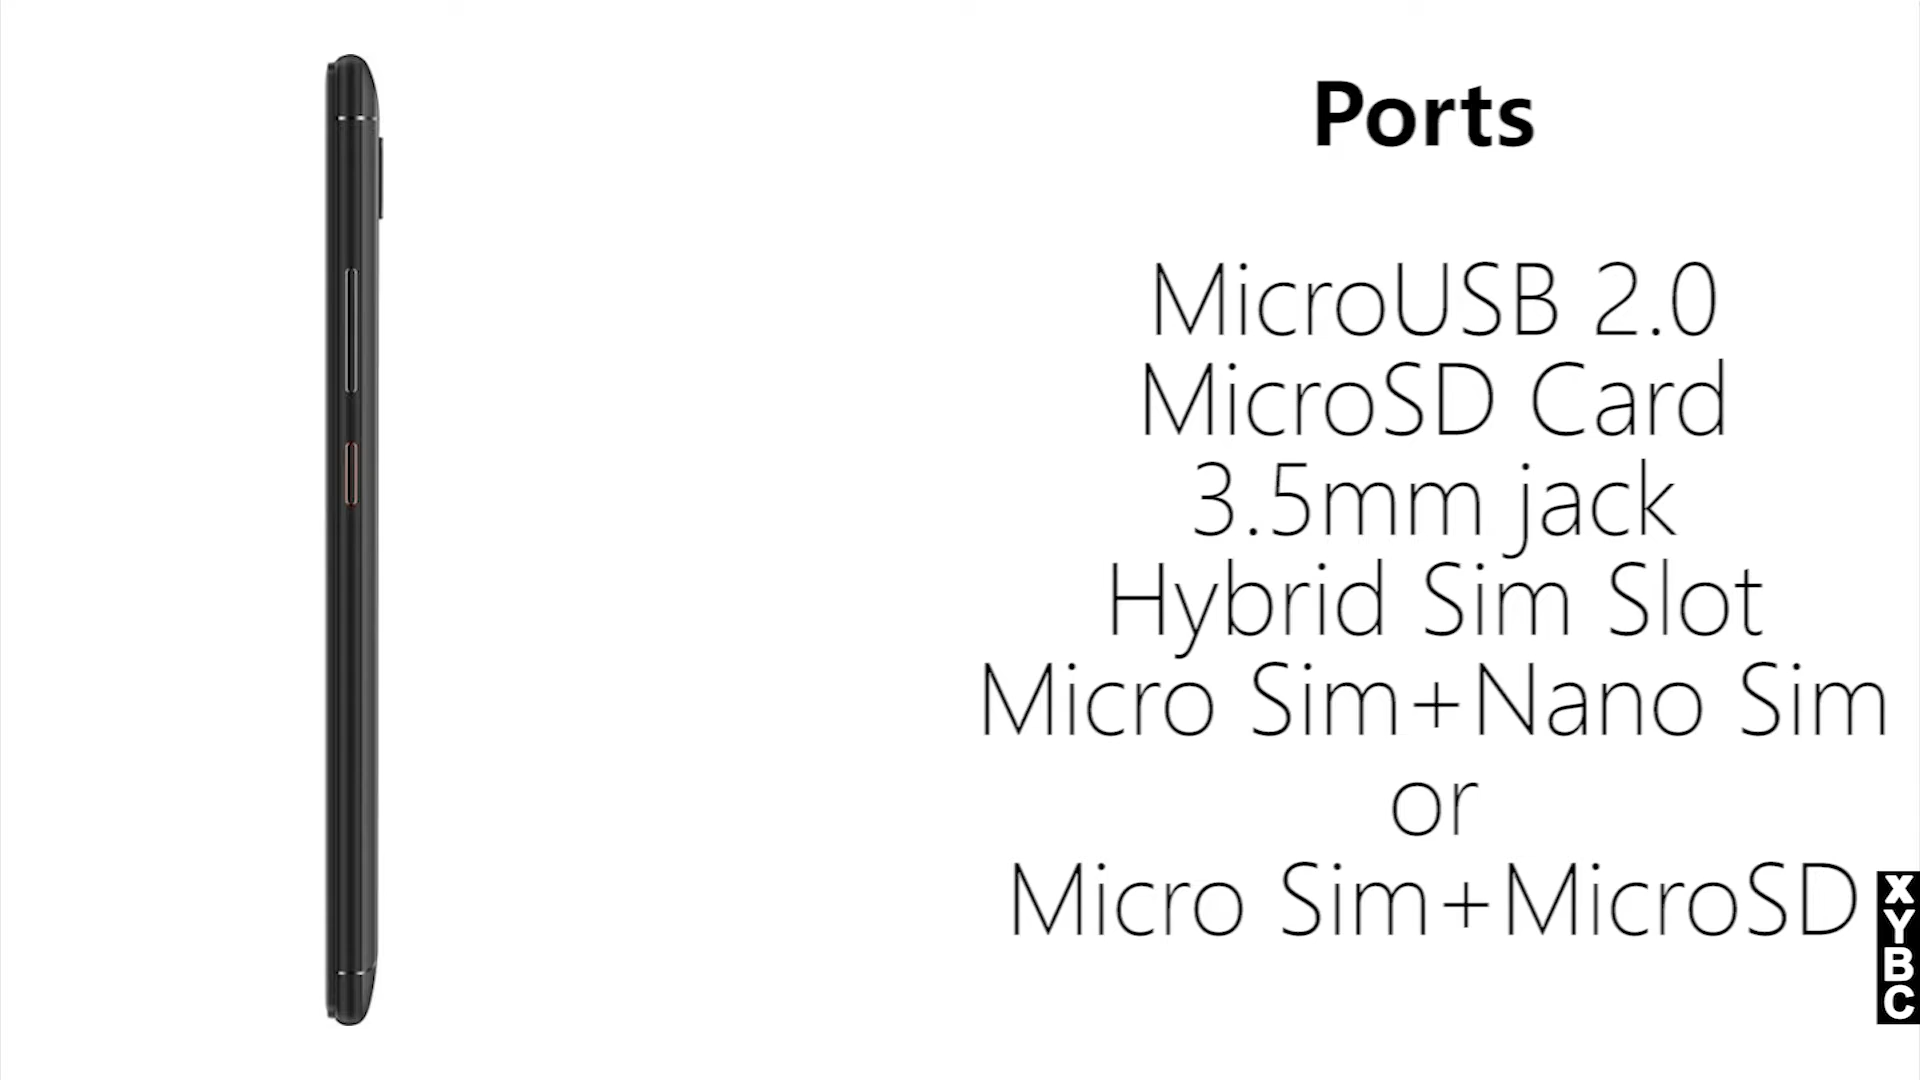 Ports
MicroUSB 2.0
MicroSD Card
3.5mm jack
Hybrid Sim Slot
Micro Sim+Nano Sim
or
Micro Sim+MicroSD
XYBC